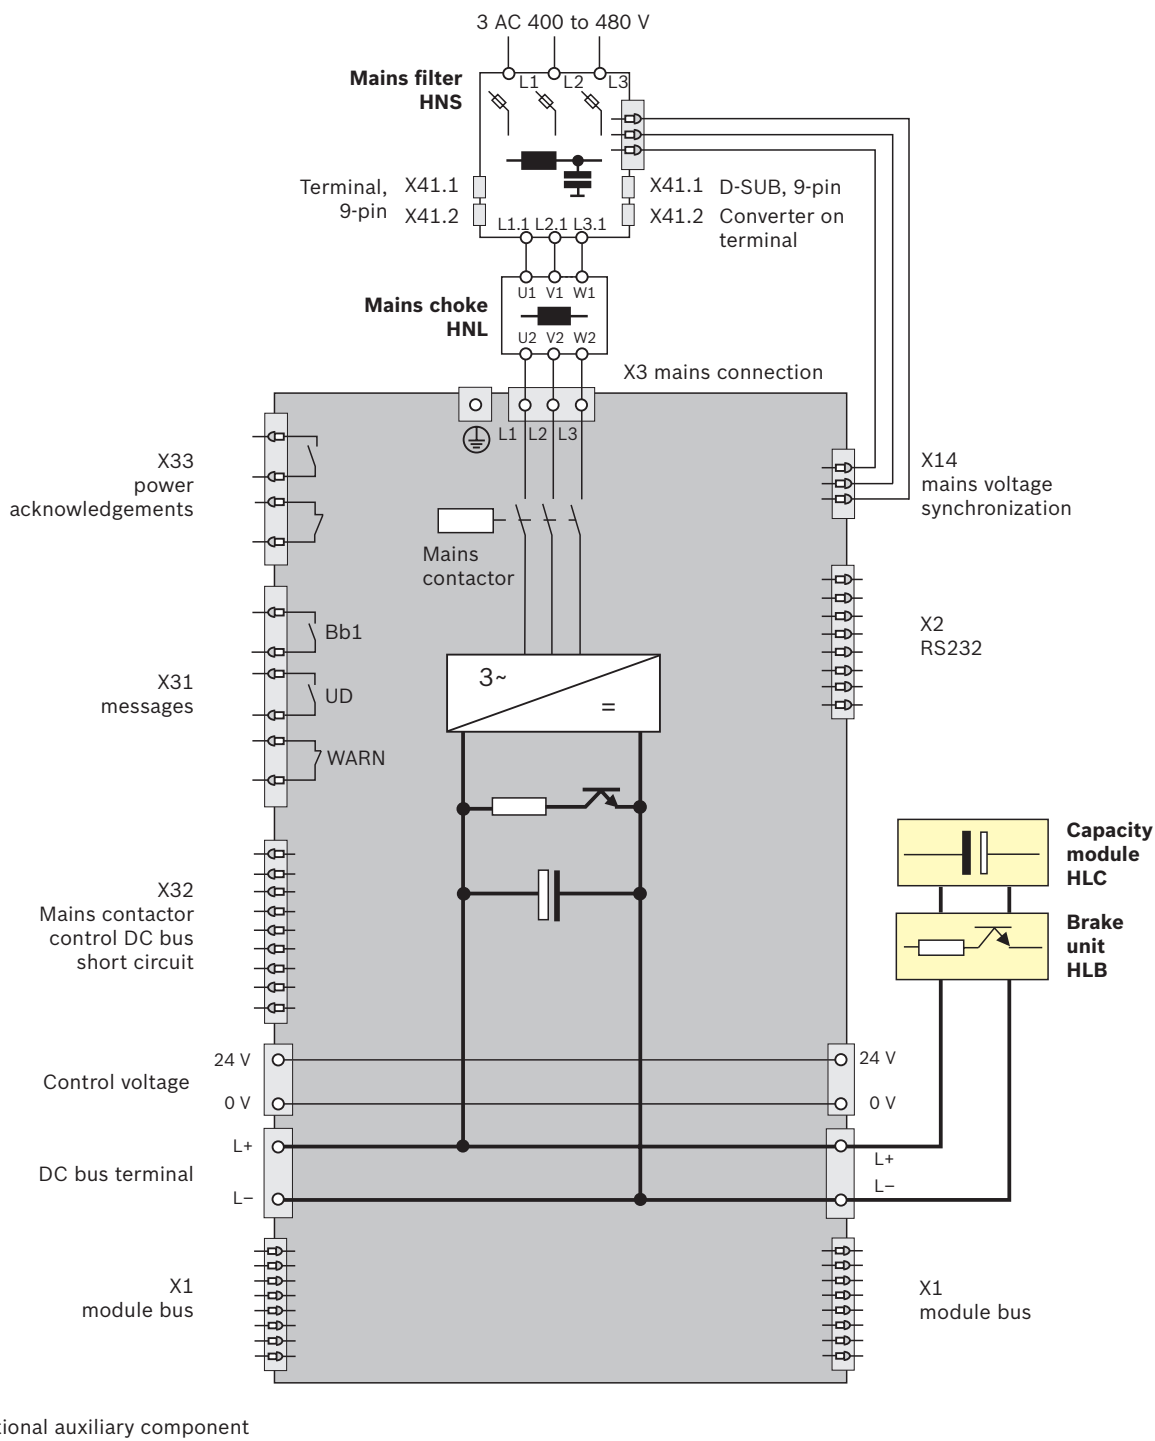 3 AC 400 to 480 V
Mains filter
HNS
L1 L2 L3
Terminal,
9-pin
X41.1
X41.2
X41.1 D-SUB, 9-pin
X41.2 Converter on
terminal
L1.1 L2.1 L3.1
U1 V1 W1
Mains choke
HNL
U2 V2 W2
X3 mains connection
L1 L2 L3
X33
power
acknowledgements
X14
mains voltage
synchronization
Mains
contactor
X2
RS232
Bb1
X31
messages
UD
WARN
3~
=
Capacity
module
HLC
X32
Mains contactor
control DC bus
short circuit
Brake
unit
HLB
24 V
24 V
Control voltage
0 V
0 V
L+
L+
DC bus terminal
L–
L–
X1
module bus
X1
module bus
tional auxiliary component